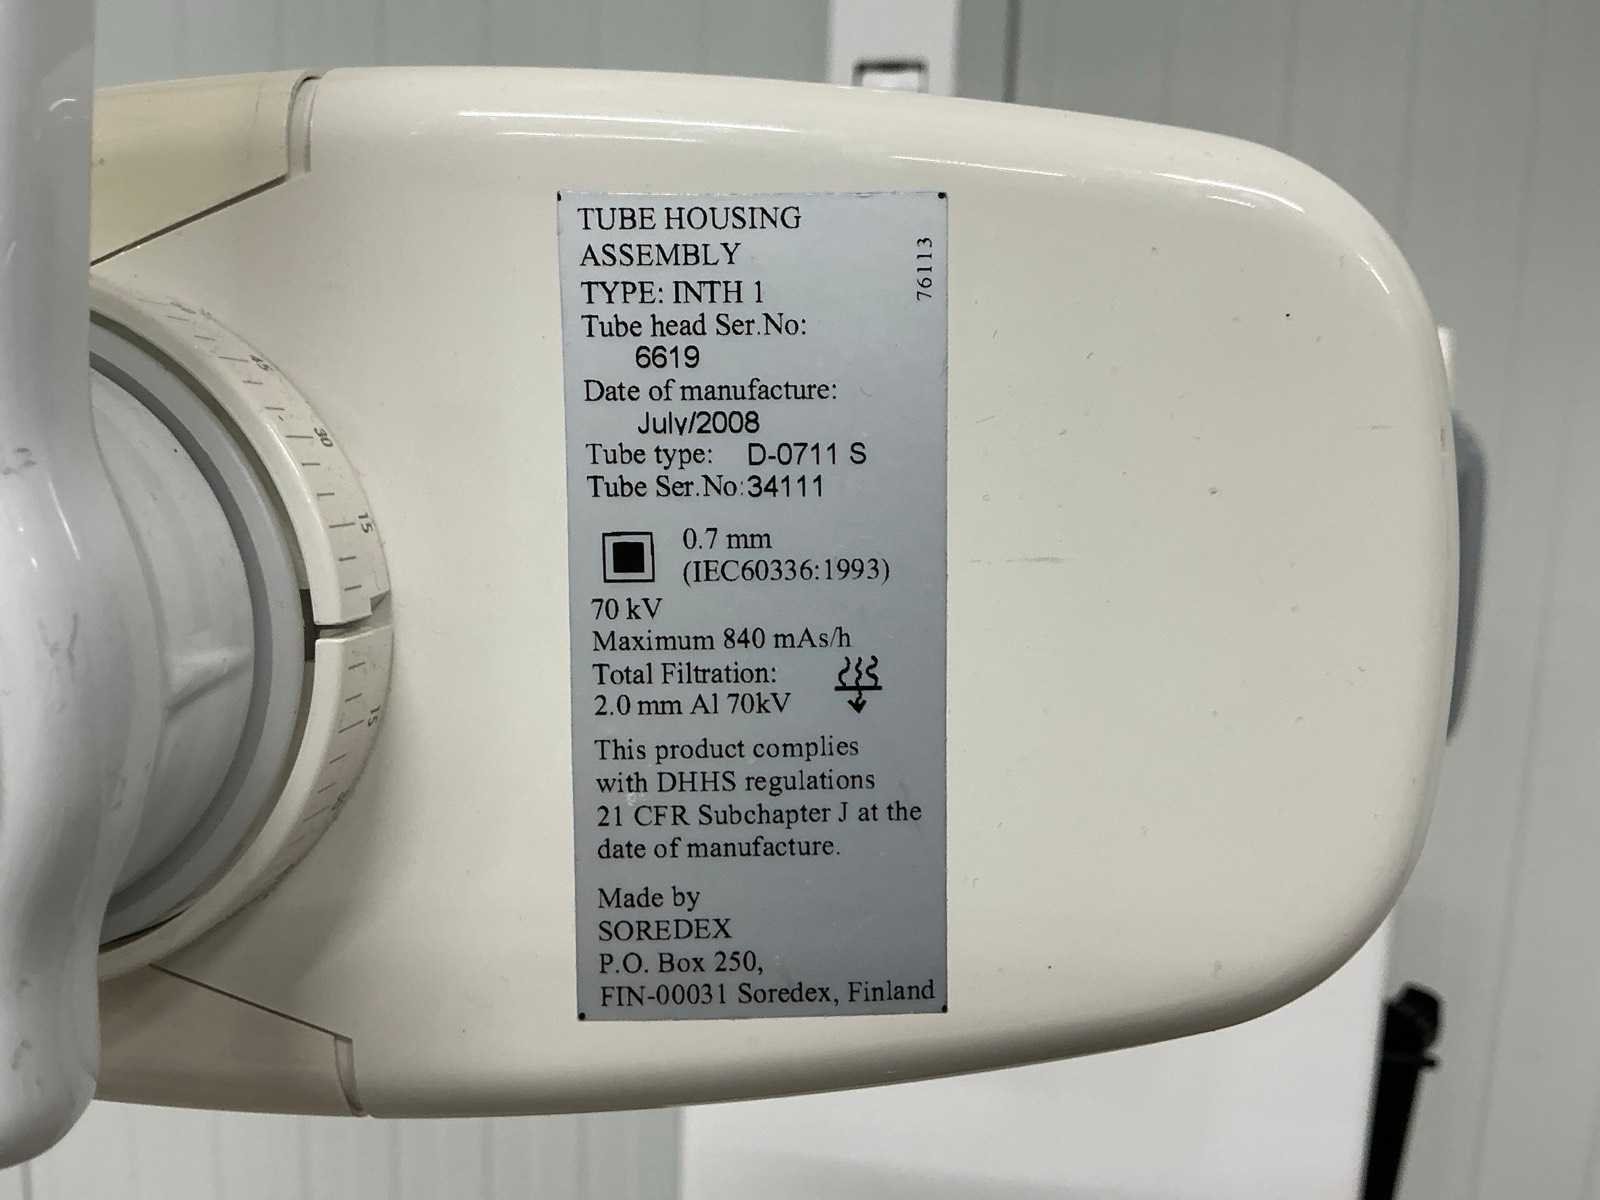 TUBE HOUSING
ASSEMBLY
TYPE: INTH 1
76113
Tube head Ser.No:
6619
Date of manufacture:
July/2008
Tube type: D-0711 S
Tube Ser.No:34111
0.7 mm
(IEC60336:1993)
70 kV
Maximum 840 mAs/h
Total Filtration:
2.0 mm Al 70kV
This product complies
with DHHS regulations
21 CFR Subchapter J at the
date of manufacture.
Made by
SOREDEX
P.O. Box 250,
FIN-00031 Soredex, Finland
45
30
15
15